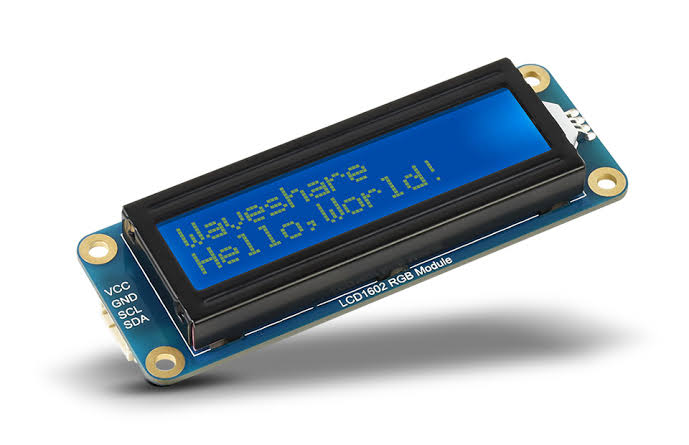 Waveshare
Hello,World!
LCD1602 RGB Module
VCC
GND
SCL
SDA